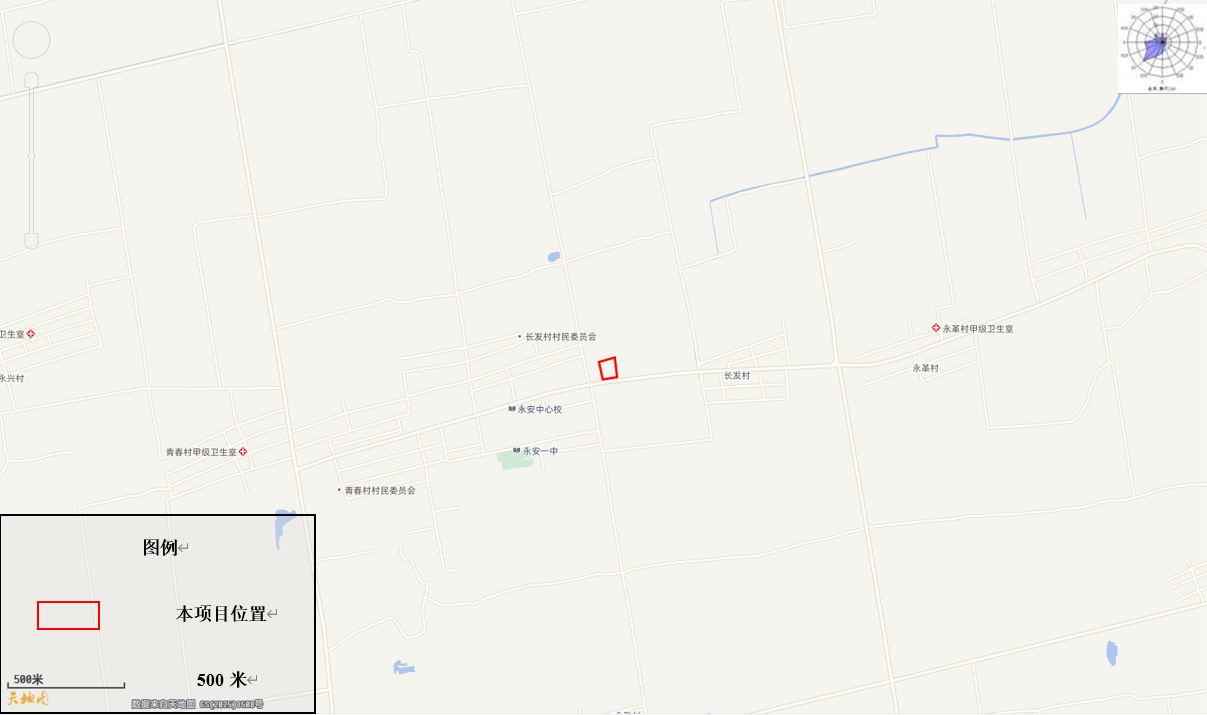 长发村村民委员会
永革村甲级卫生室
卫生室
永兴村
长发村
永革村
永安中心校
青春村甲级卫生室
永安一中
青春村村民委员会
图例
本项目位置
500米
500 米
天地图
数据来自天地图